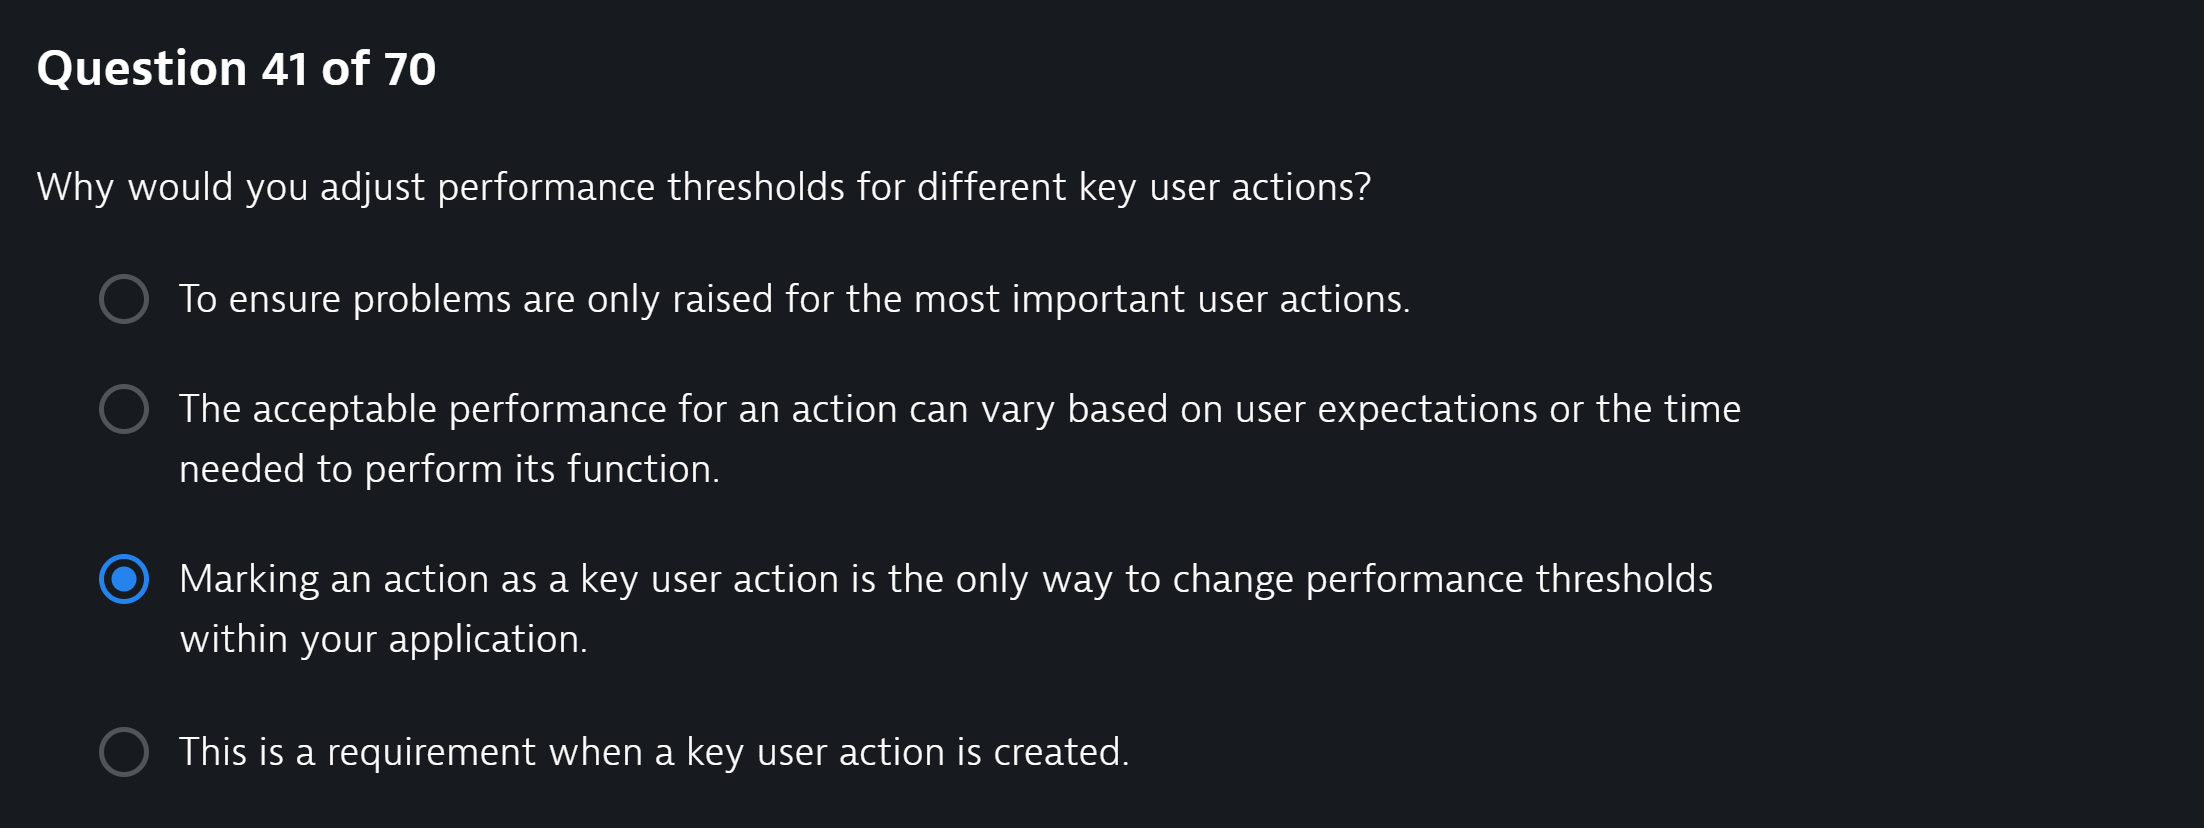 Question 41 of 70
Why would you adjust performance thresholds for different key user actions?
To ensure problems are only raised for the most important user actions.
The acceptable performance for an action can vary based on user expectations or the time
needed to perform its function.
Marking an action as a key user action is the only way to change performance thresholds
within your application.
This is a requirement when a key user action is created.